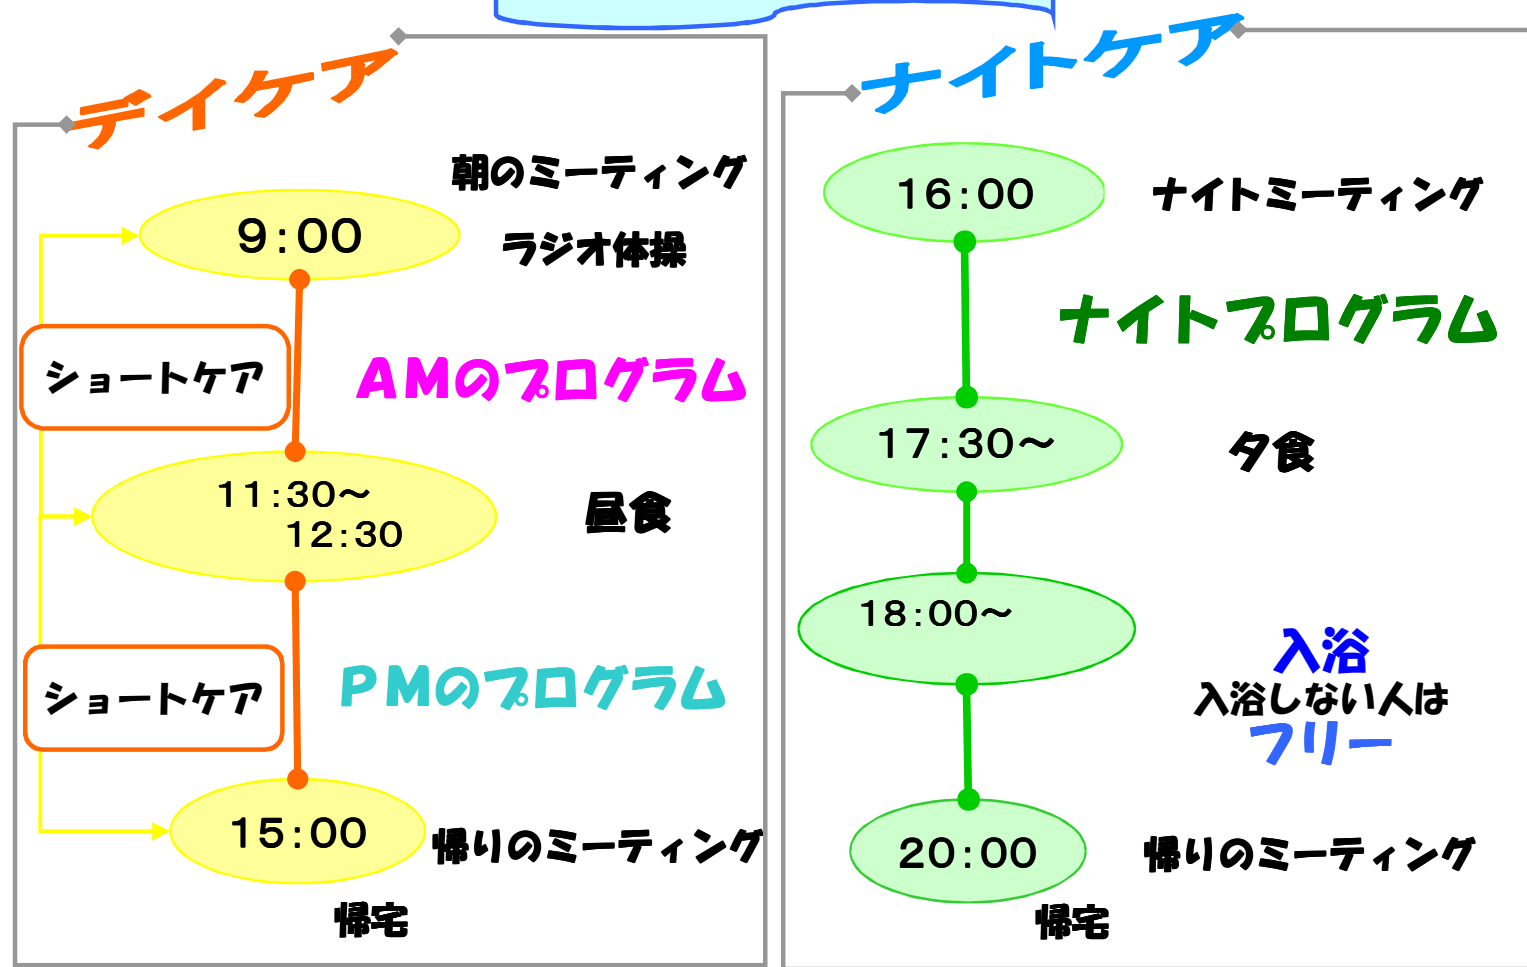 デイケア
朝のミーティング
9:00
ラジオ体操
ショートケア
AMのプログラム
11:30~
12:30
昼食
ショートケア
PMのプログラム
15:00
帰りのミーティング
帰宅
ナイトケア
16:00
ナイトミーティング
ナイトプログラム
17:30~
夕食
18:00~
入浴
入浴しない人は
フリー
20:00
帰りのミーティング
帰宅